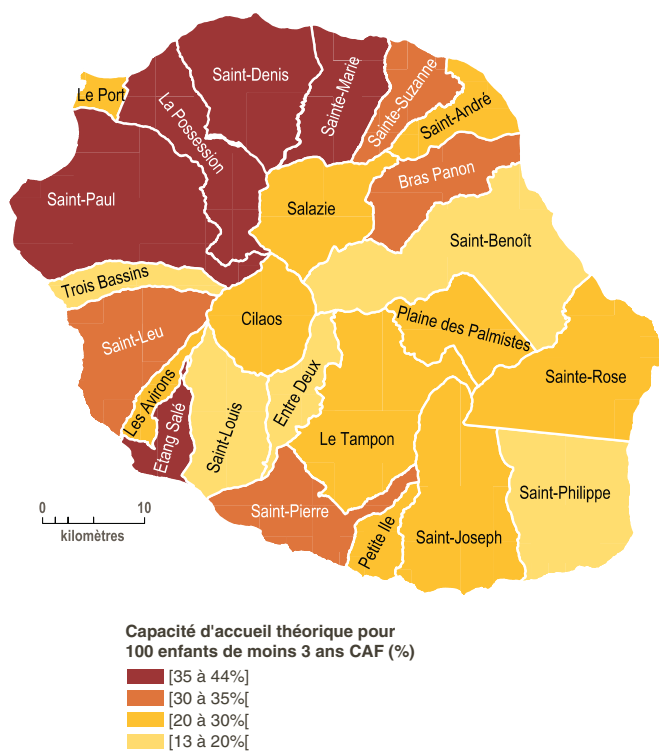 Saint-Denis
Sainte-Marie
Le Port
La Possession
Sainte-Suzanne
Saint-André
Bras Panon
Saint-Paul
Salazie
Saint-Benoît
Trois Bassins
Cilaos
Plaine des Palmistes
Saint-Leu
Sainte-Rose
Les Avirons
Entre Deux
Etang Salé
Saint-Louis
Le Tampon
Saint-Philippe
Saint-Pierre
Petite Ile
Saint-Joseph
0 10
kilomètres
Capacité d'accueil théorique pour
100 enfants de moins 3 ans CAF (%)
[35 à 44%]
[30 à 35%[
[20 à 30%[
[13 à 20%[